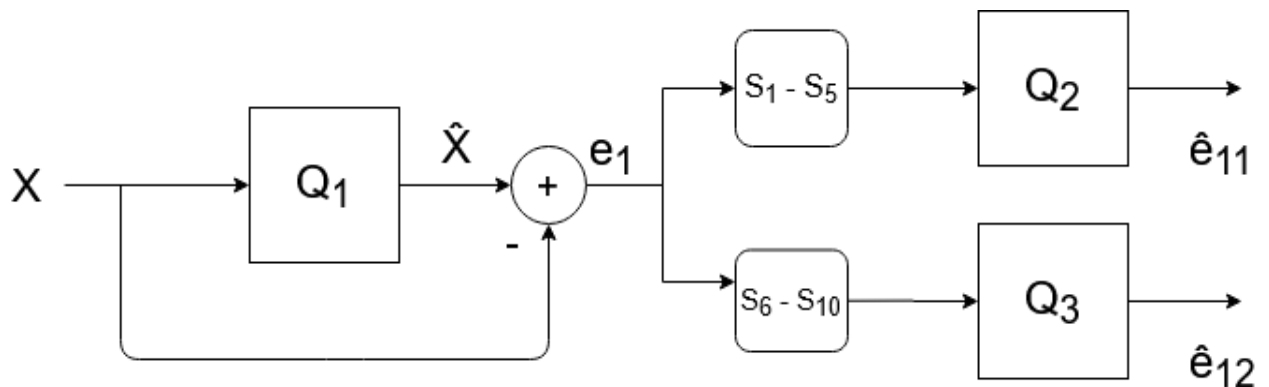 X
Q₁
X̂
+
-
e₁
S₁ - S₅
Q₂
ê₁₁
S₆ - S₁₀
Q₃
ê₁₂